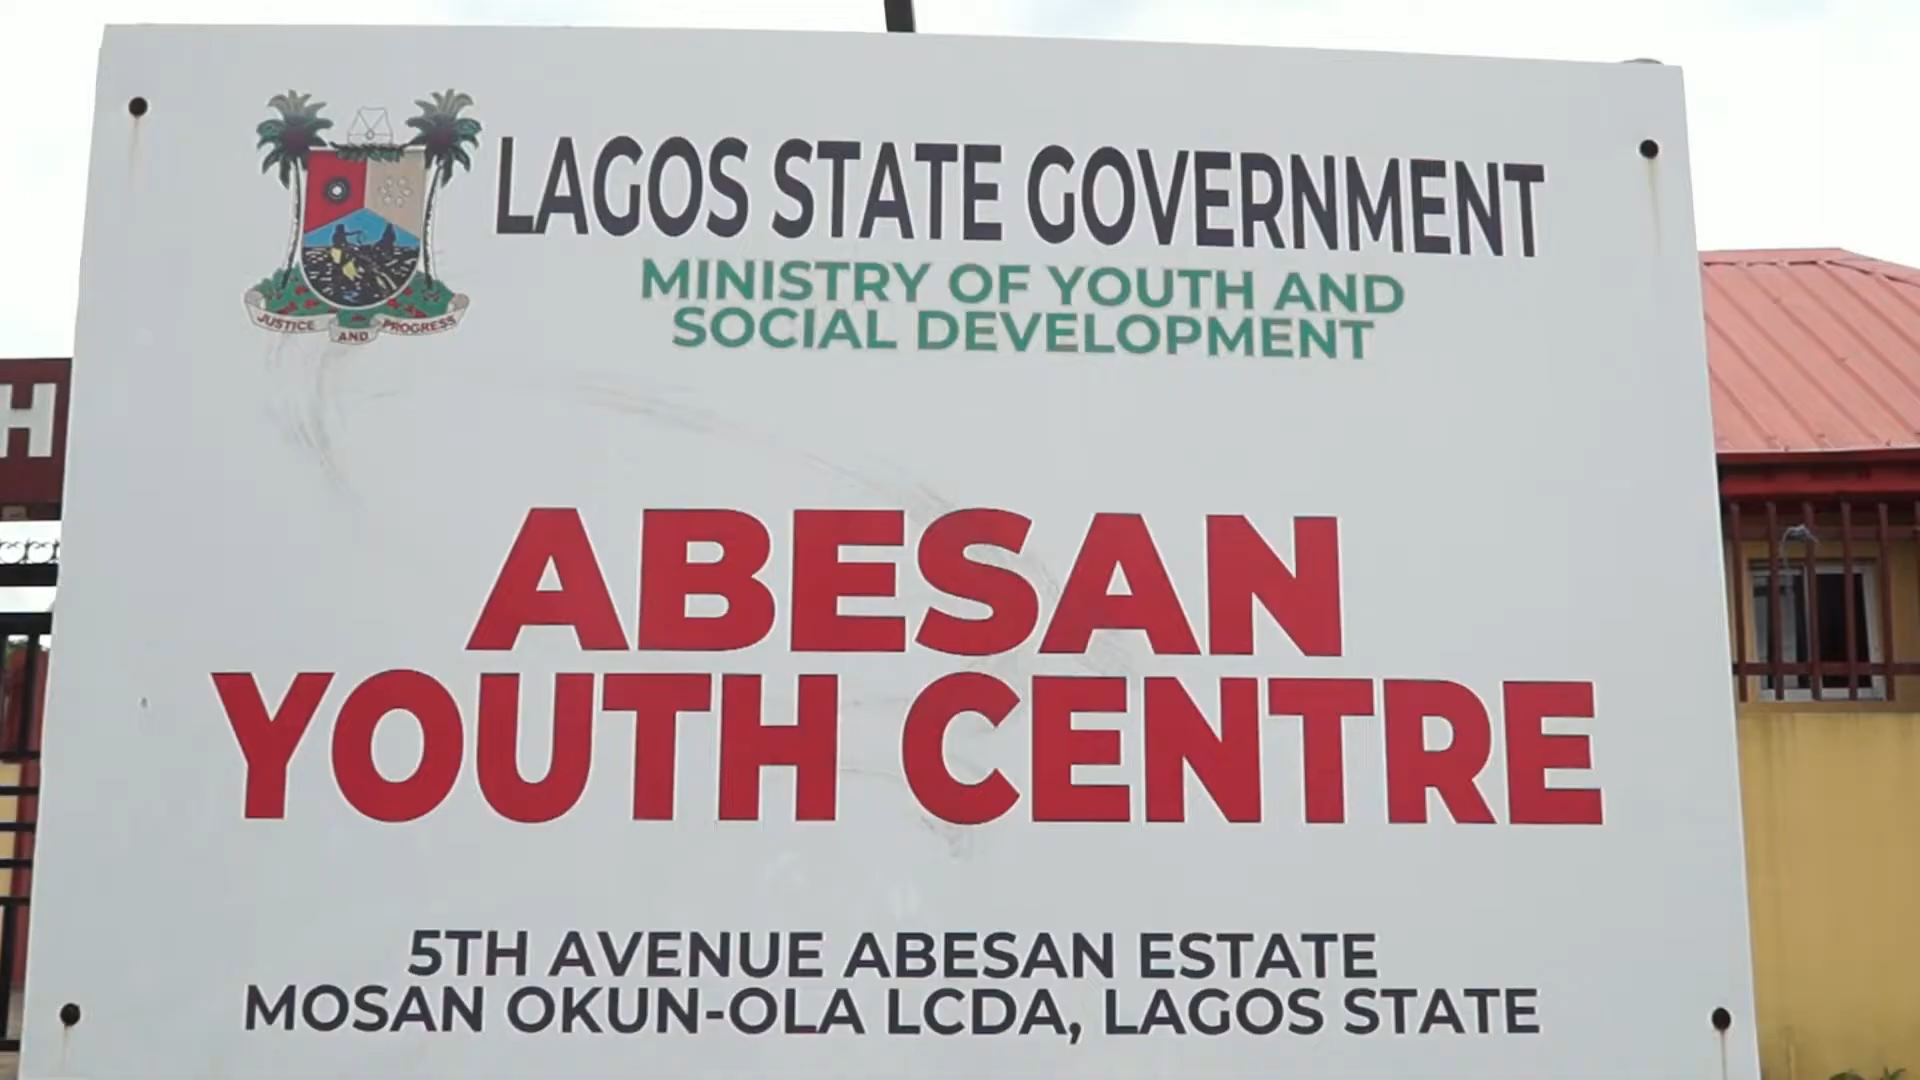 LAGOS STATE GOVERNMENT
MINISTRY OF YOUTH AND
SOCIAL DEVELOPMENT
JUSTICE AND PROGRESS
ABESAN
YOUTH CENTRE
5TH AVENUE ABESAN ESTATE
MOSAN OKUN-OLA LCDA, LAGOS STATE
H